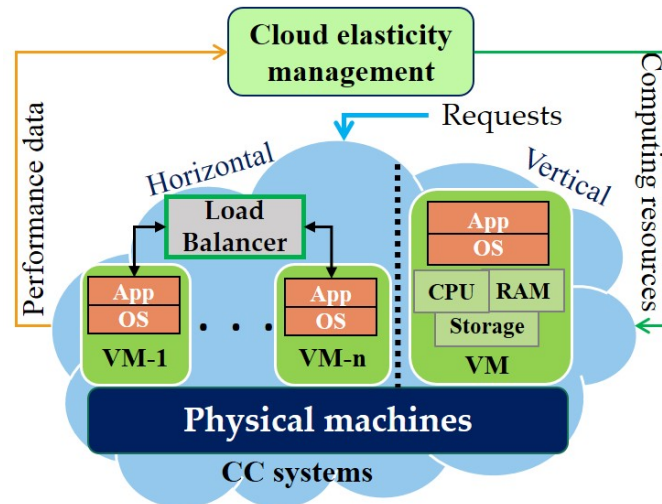 Cloud elasticity
management
Performance data
Computing resources
Requests
Horizontal
Vertical
Load
Balancer
App
OS
VM-1
. . .
App
OS
VM-n
App
OS
CPU
RAM
Storage
VM
Physical machines
CC systems